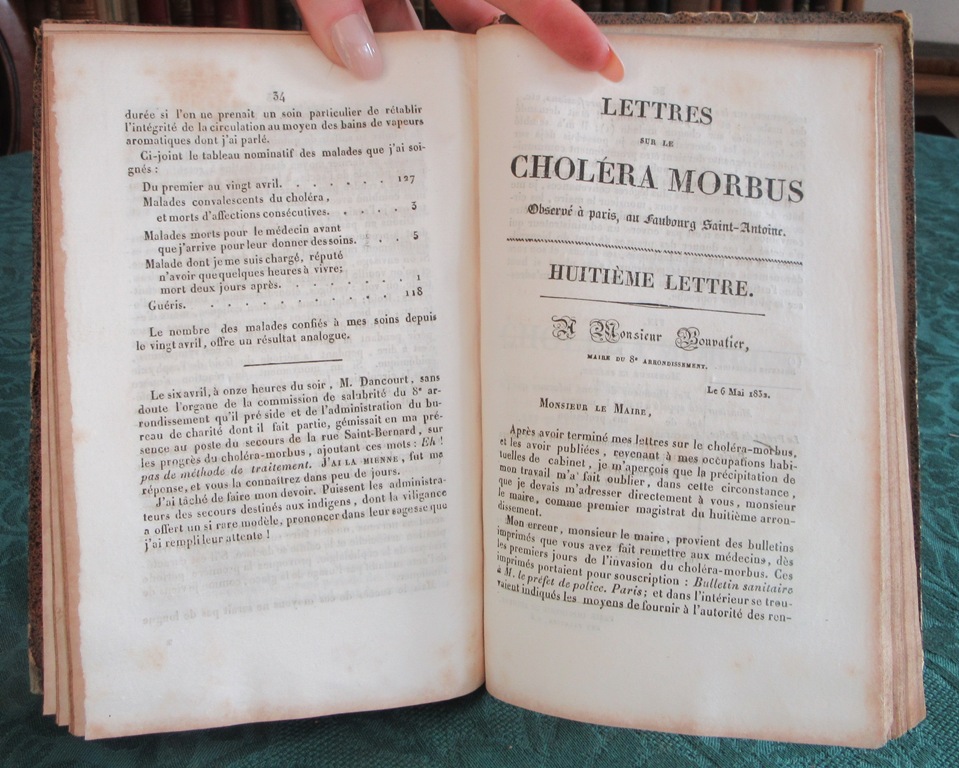 34
durée si l'on ne prenait un soin particulier de rétablir
l'intégrité de la circulation au moyen des bains de vapeurs
aromatiques dont j'ai parlé.
Ci-joint le tableau nominatif des malades que j'ai soi-
gnés :
Du premier au vingt avril. . . . . . . 127
Malades convalescents du choléra,
et morts d'affections consécutives. . . . . 3
Malades morts pour le médecin avant
que j'arrive pour leur donner des soins. . . . 5
Malade dont je me suis chargé, réputé
n'avoir que quelques heures à vivre;
mort deux jours après. . . . . . . 1
Guéris. . . . . . . . . . . 118
Le nombre des malades confiés à mes soins depuis
le vingt avril, offre un résultat analogue.
Le six avril, à onze heures du soir, M. Dancourt, sans
doute l'organe de la commission de salubrité du 8e ar-
rondissement qu'il préside et de l'administration du bu-
reau de charité dont il fait partie, gémissait en ma pré-
sence au poste du secours de la rue Saint-Bernard, sur
les progrès du choléra-morbus, ajoutant ces mots : Eh !
pas de méthode de traitement. J'AI LA MIENNE, fut ma
réponse, et vous la connaîtrez dans peu de jours.
J'ai tâché de faire mon devoir. Puissent les administra-
teurs des secours destinés aux indigens, dont la viligance
a offert un si rare modèle, prononcer dans leur sagesse que
j'ai rempli leur attente !
LETTRES
SUR LE
CHOLÉRA MORBUS
Observé à paris, au Faubourg Saint-Antoine.
HUITIÈME LETTRE.
A Monsieur Bouvatier,
MAIRE DU 8e ARRONDISSEMENT.
Le 6 Mai 1832.
MONSIEUR LE MAIRE,
Après avoir terminé mes lettres sur le choléra-morbus,
et les avoir publiées, revenant à mes occupations habi-
tuelles de cabinet, je m'aperçois que la précipitation de
mon travail m'a fait oublier, dans cette circonstance,
que je devais m'adresser directement à vous, monsieur
le maire, comme premier magistrat du huitième arron-
dissement.
Mon erreur, monsieur le maire, provient des bulletins
imprimés que vous avez fait remettre aux médecins, dès
les premiers jours de l'invasion du choléra-morbus. Ces
imprimés portaient pour souscription : Bulletin sanitaire
à M. le préfet de police. Paris; et dans l'intérieur se trou-
vaient indiqués les moyens de fournir à l'autorité des ren-